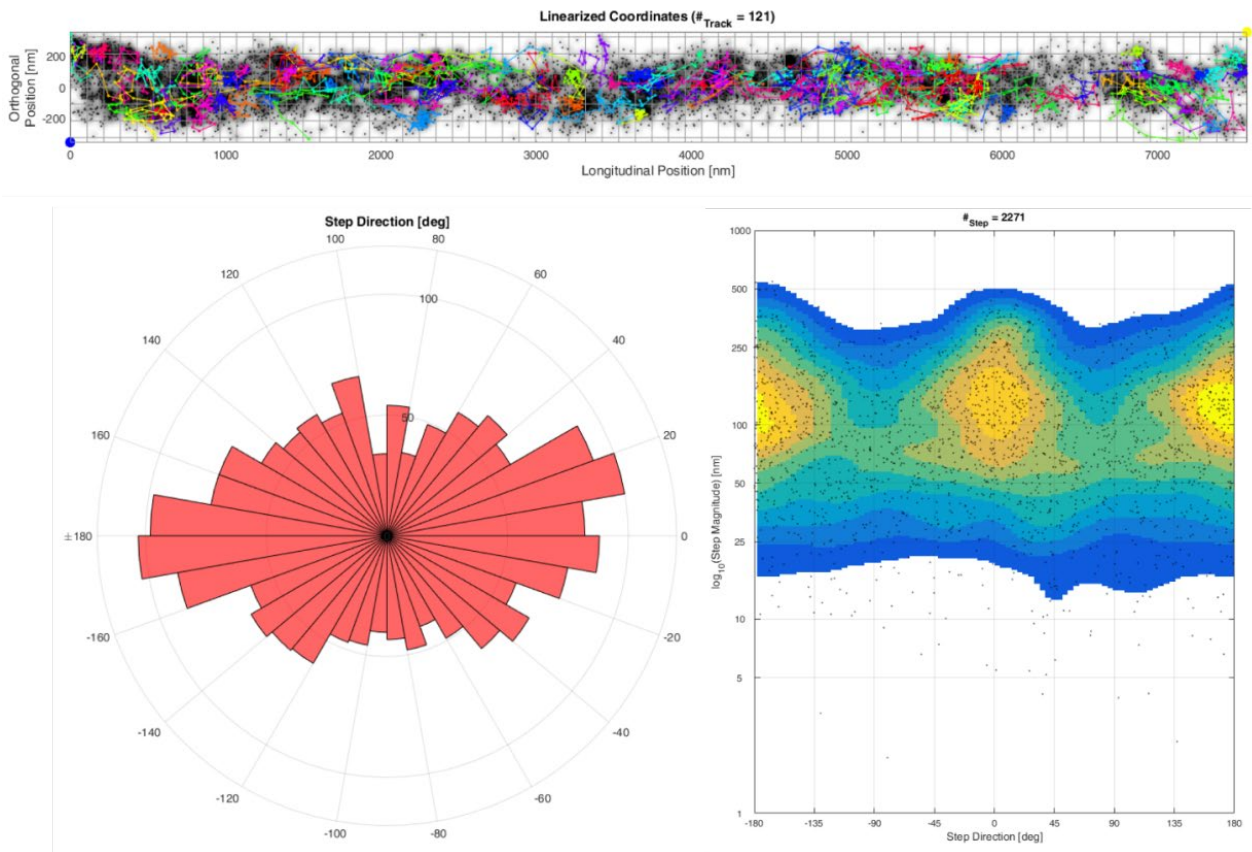 Linearized Coordinates (#Track = 121)
Orthogonal
Position [nm]
200
0
-200
0 1000 2000 3000 4000 5000 6000 7000
Longitudinal Position [nm]
Step Direction [deg]
100 80
120 60
100
140 40
50
160 20
±180 0
-160 -20
-140 -40
-120 -60
-100 -80
#Step = 2271
log10(Step Magnitude) [nm]
1000
500
250
100
50
25
10
5
1
-180 -135 -90 -45 0 45 90 135 180
Step Direction [deg]